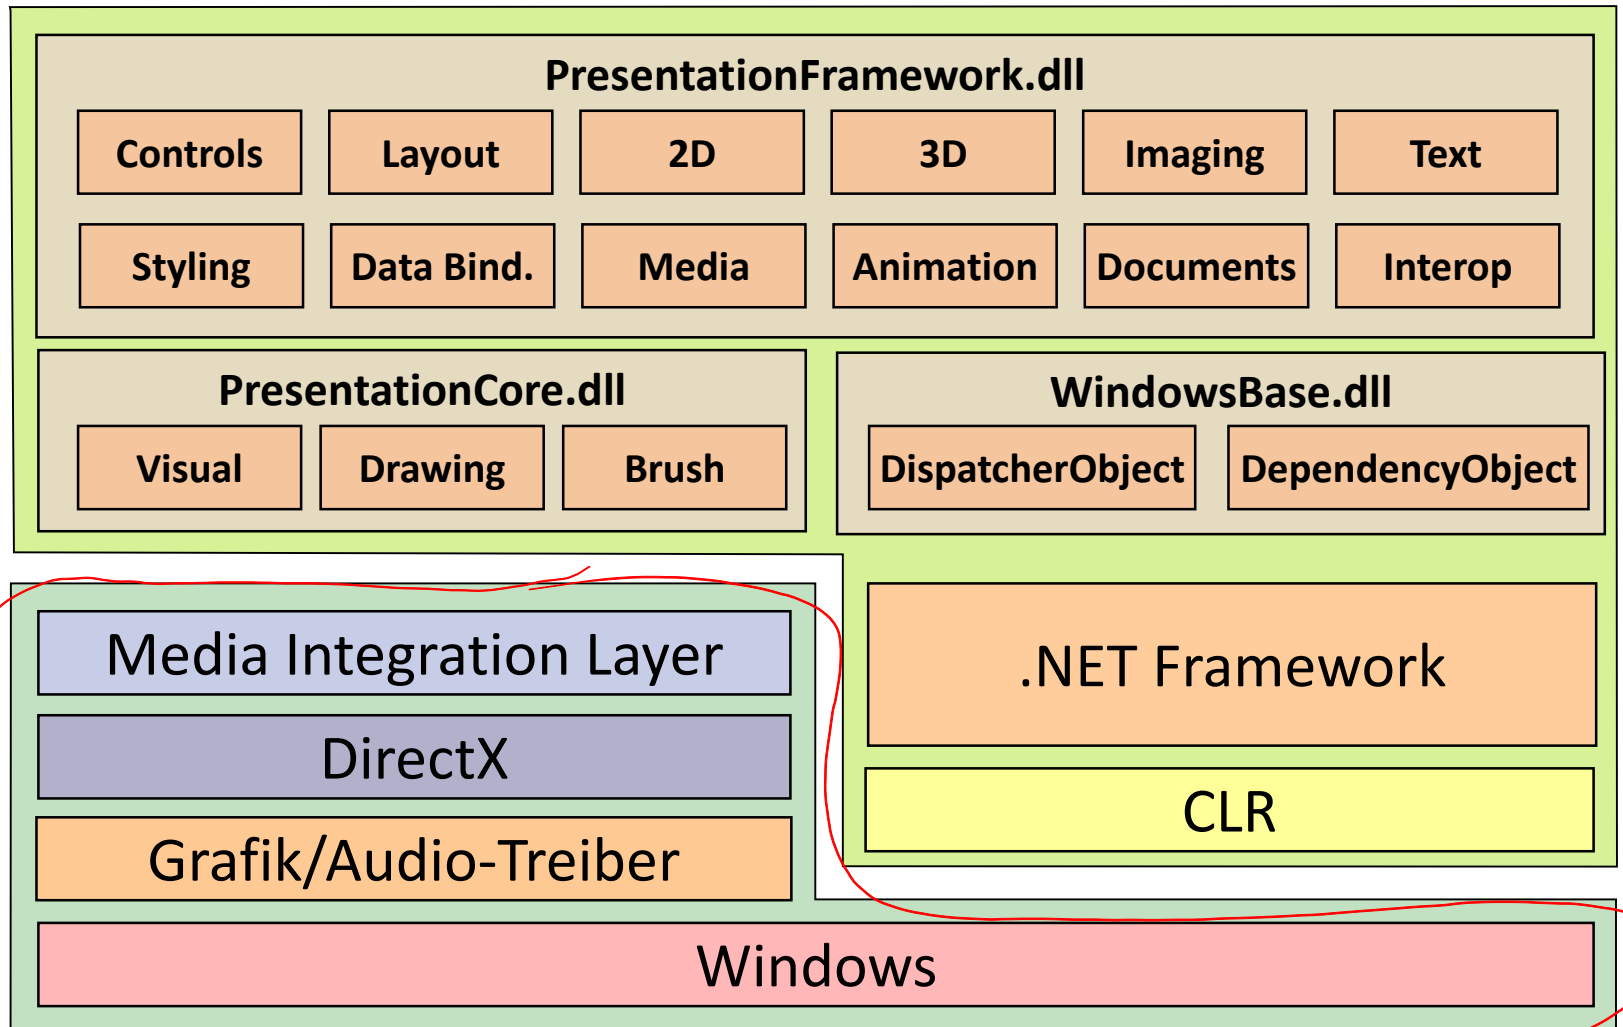 PresentationFramework.dll
Controls Layout 2D 3D Imaging Text
Styling Data Bind. Media Animation Documents Interop
PresentationCore.dll
Visual Drawing Brush
WindowsBase.dll
DispatcherObject DependencyObject
Media Integration Layer
DirectX
Grafik/Audio-Treiber
.NET Framework
CLR
Windows